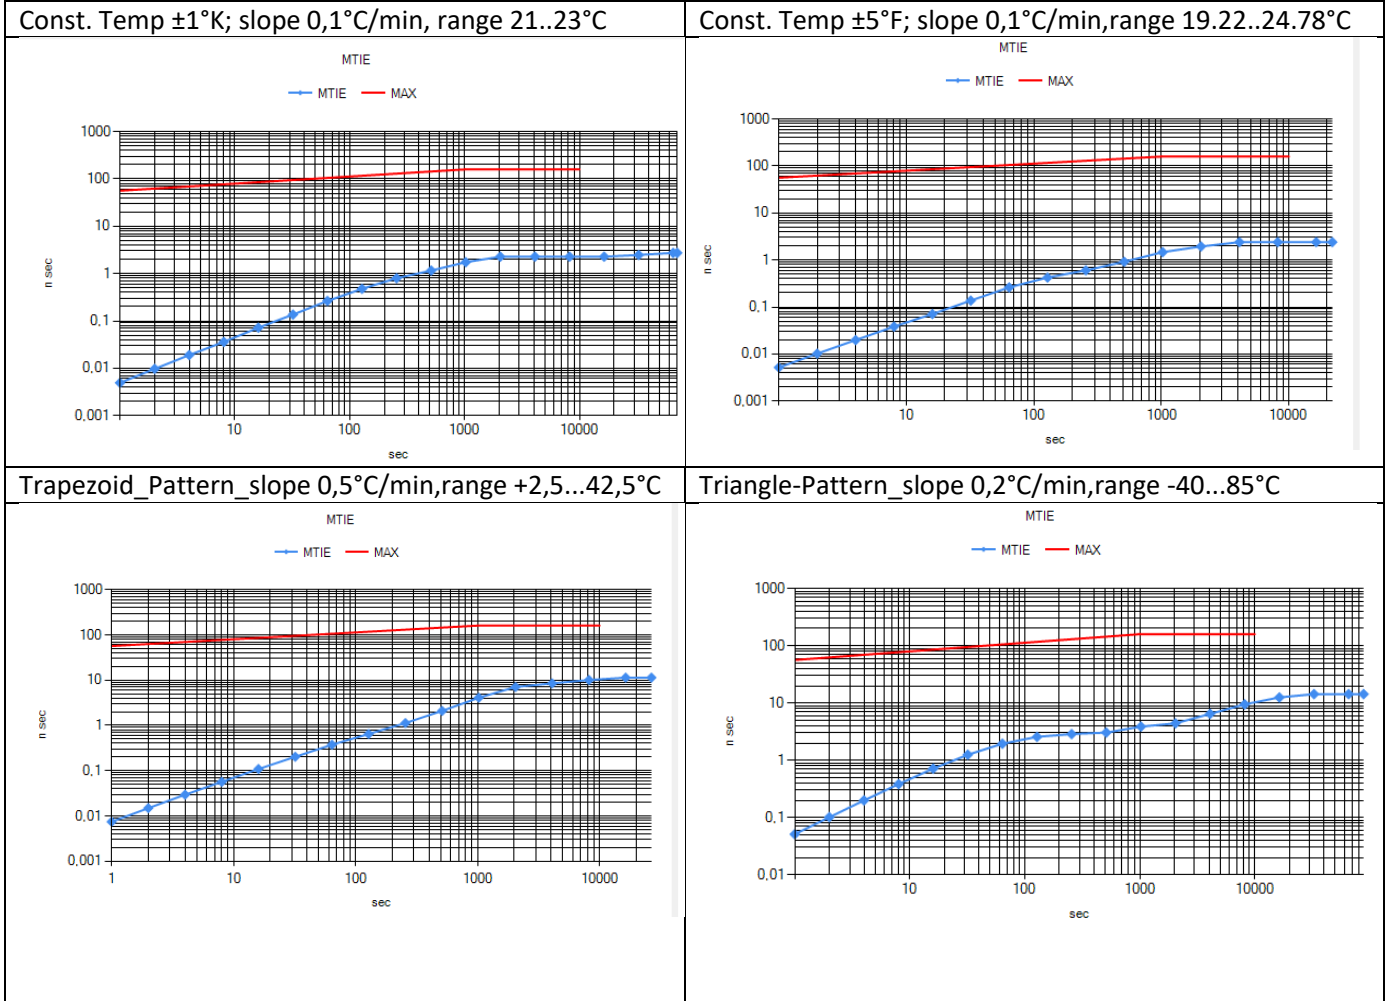 Const. Temp ±1°K; slope 0,1°C/min, range 21..23°C
MTIE
MTIE MAX
1000
100
10
1
0,1
0,01
0,001
n sec
10 100 1000 10000
sec
Const. Temp ±5°F; slope 0,1°C/min,range 19.22..24.78°C
MTIE
MTIE MAX
1000
100
10
1
0,1
0,01
0,001
n sec
10 100 1000 10000
sec
Trapezoid_Pattern_slope 0,5°C/min,range +2,5...42,5°C
MTIE
MTIE MAX
1000
100
10
1
0,1
0,01
0,001
n sec
1 10 100 1000 10000
sec
Triangle-Pattern_slope 0,2°C/min,range -40...85°C
MTIE
MTIE MAX
1000
100
10
1
0,1
0,01
n sec
10 100 1000 10000
sec